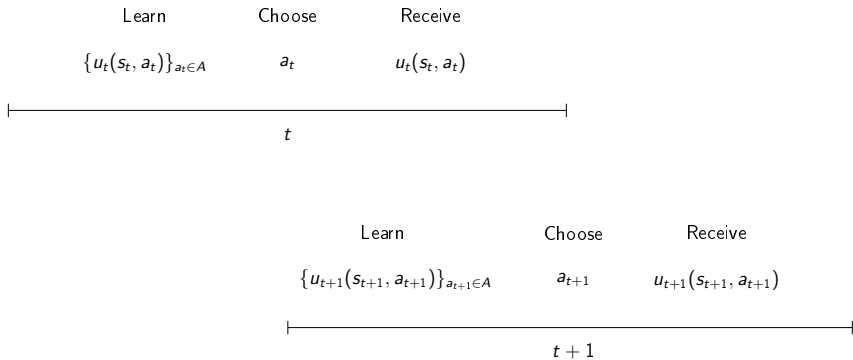 Learn Choose Receive
{u_t(s_t, a_t)}_{a_t∈A} a_t u_t(s_t, a_t)
t
Learn Choose Receive
{u_{t+1}(s_{t+1}, a_{t+1})}_{a_{t+1}∈A} a_{t+1} u_{t+1}(s_{t+1}, a_{t+1})
t + 1